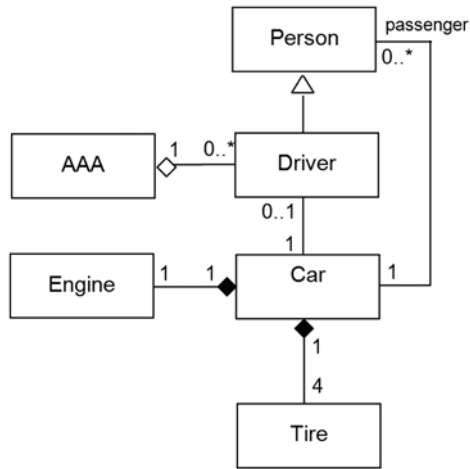 Person
passenger
0..*
AAA
1
0..*
Driver
0..1
1
Engine
1
1
Car
1
1
4
Tire